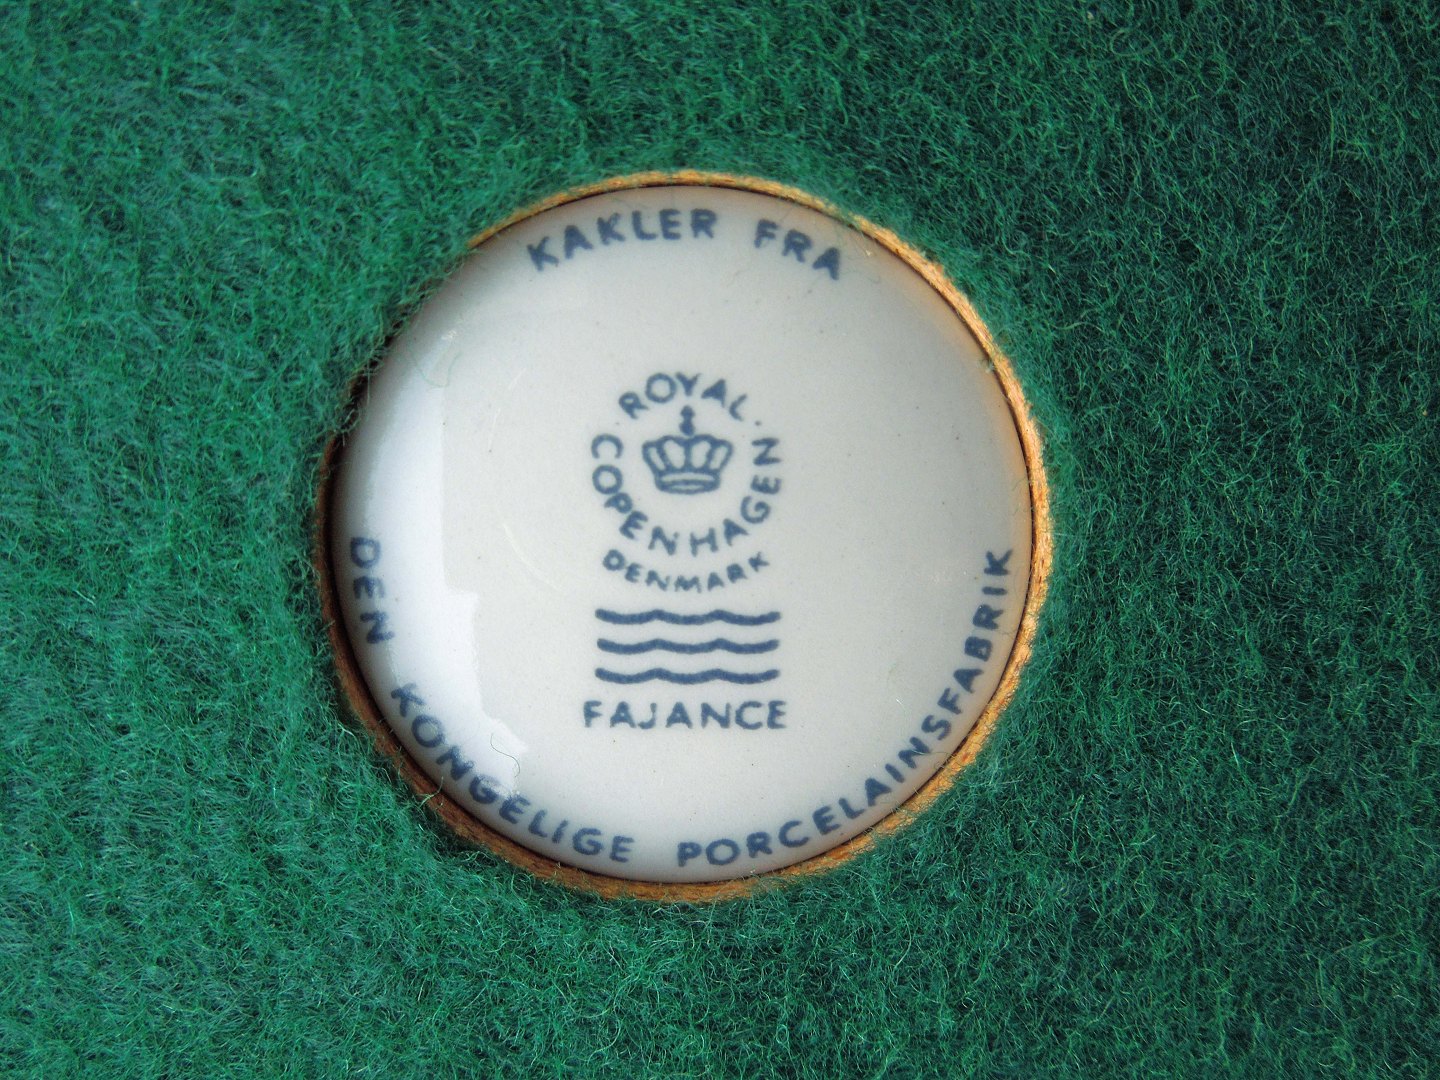 KAKLER FRA
ROYAL
COPENHAGEN
DENMARK
FAJANCE
DEN KONGELIGE PORCELAINSFABRIK